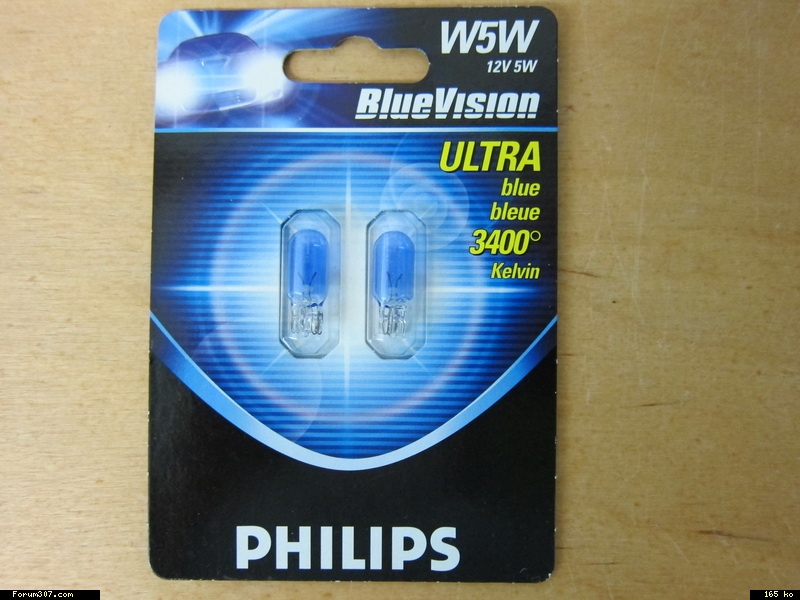 W5W
12V 5W
BlueVision
ULTRA
blue
bleue
3400°
Kelvin
PHILIPS
Forum307.com
165 ko